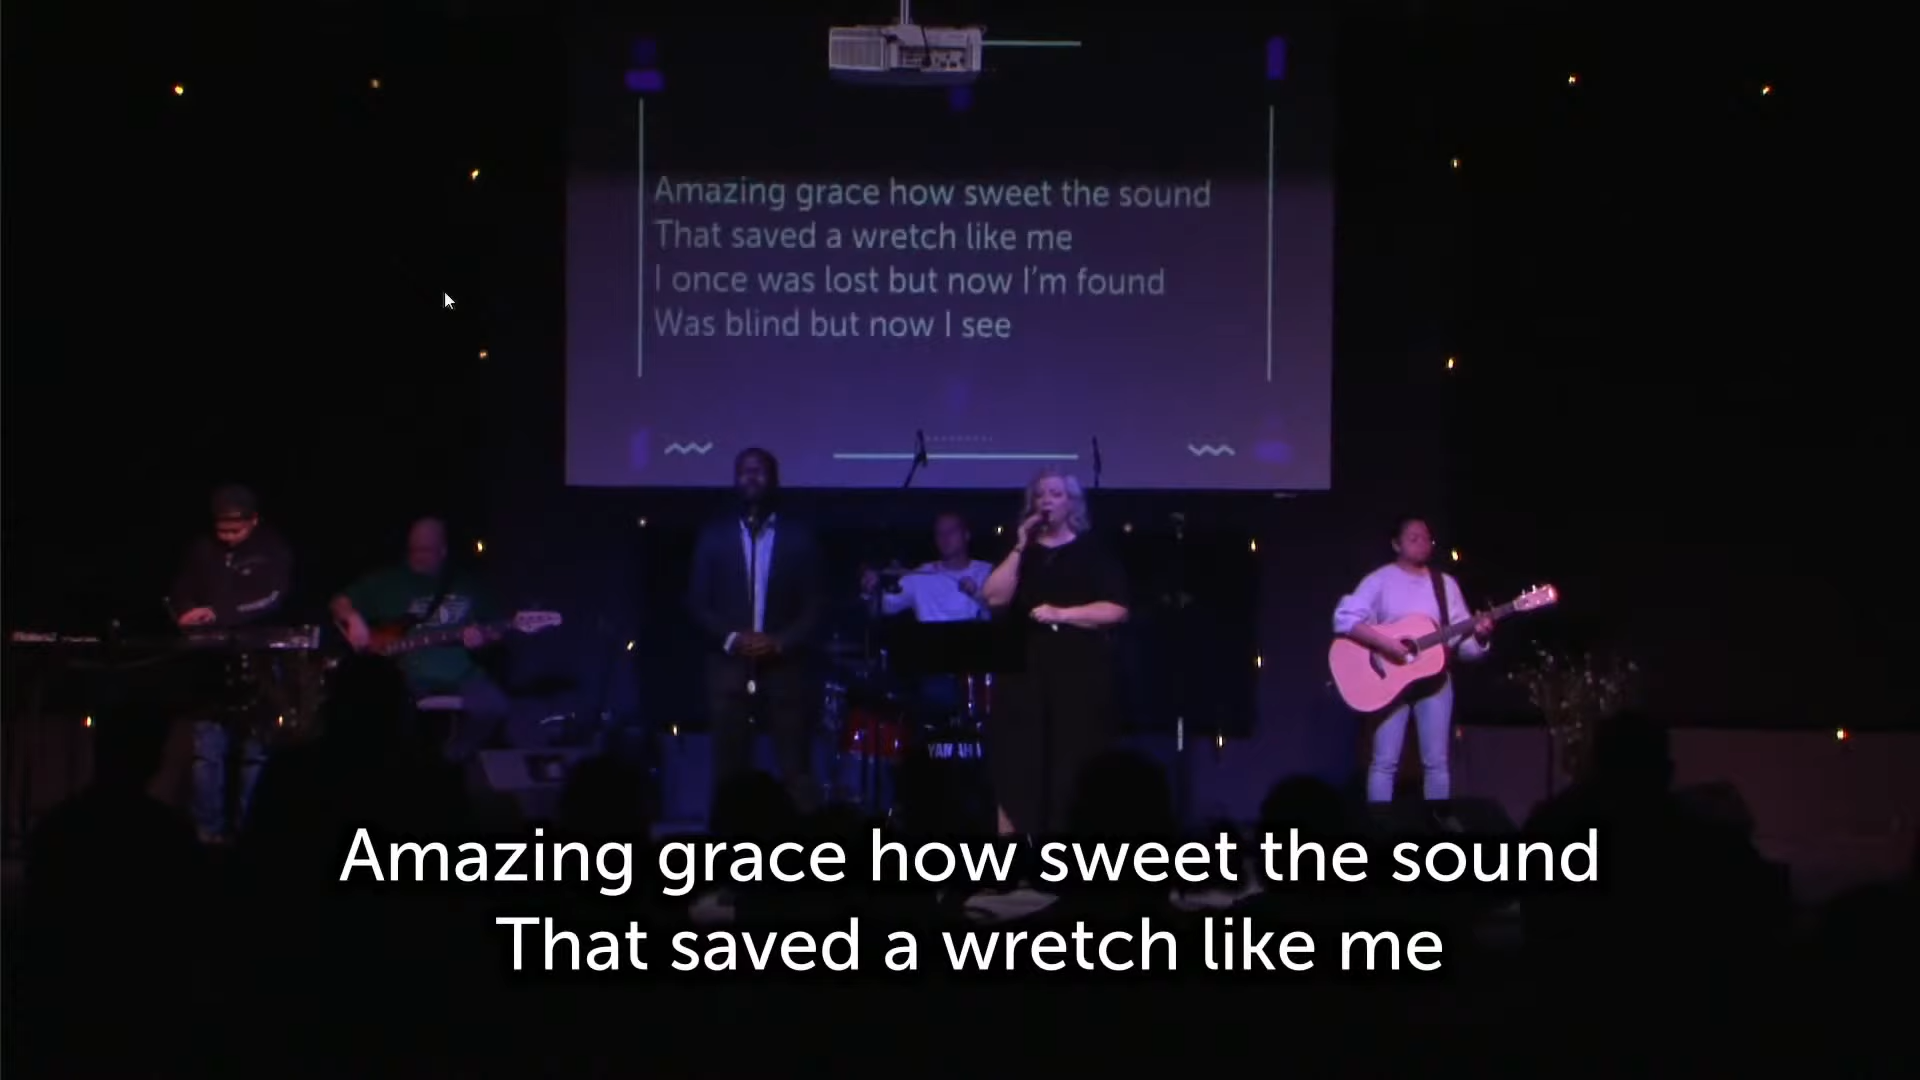 Amazing grace how sweet the sound
That saved a wretch like me
I once was lost but now I'm found
Was blind but now I see
YAMAHA
Amazing grace how sweet the sound
That saved a wretch like me